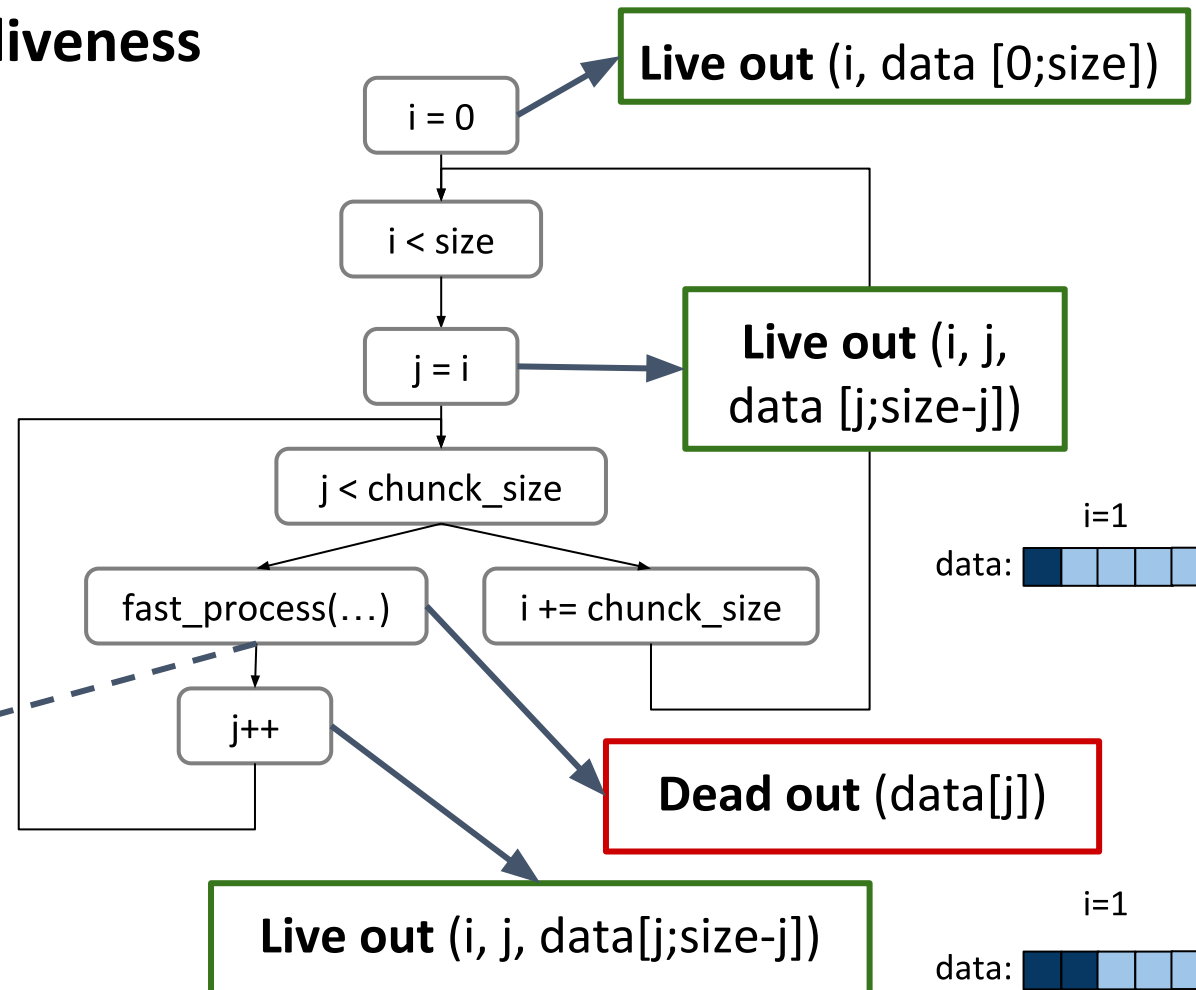 liveness
Live out (i, data [0;size])
i = 0
i < size
j = i
Live out (i, j,
data [j;size-j])
j < chunck_size
i=1
data:
fast_process(...)
i += chunck_size
j++
Dead out (data[j])
Live out (i, j, data[j;size-j])
i=1
data: